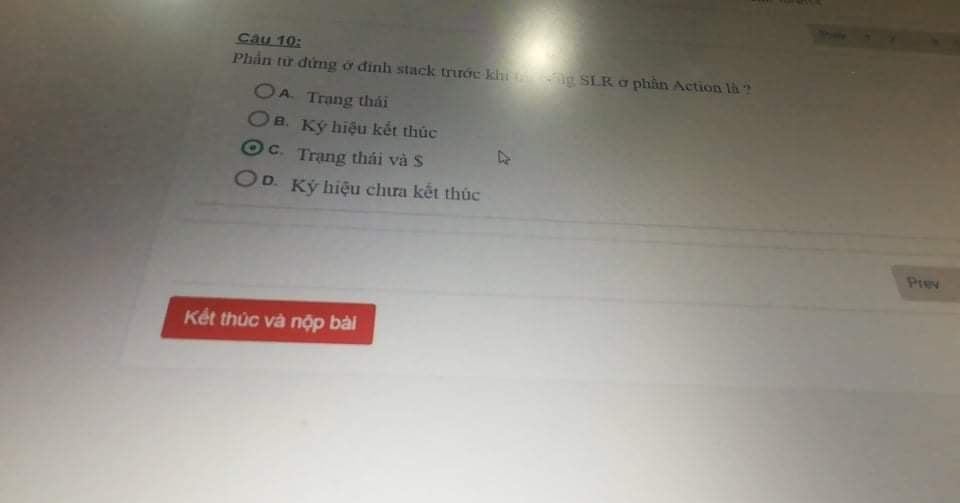 Câu 10:
Phần tử đứng ở đỉnh stack trước khi SLR ở phần Action là ?
A. Trạng thái
B. Ký hiệu kết thúc
C. Trạng thái và $
D. Ký hiệu chưa kết thúc
Prev
Kết thúc và nộp bài